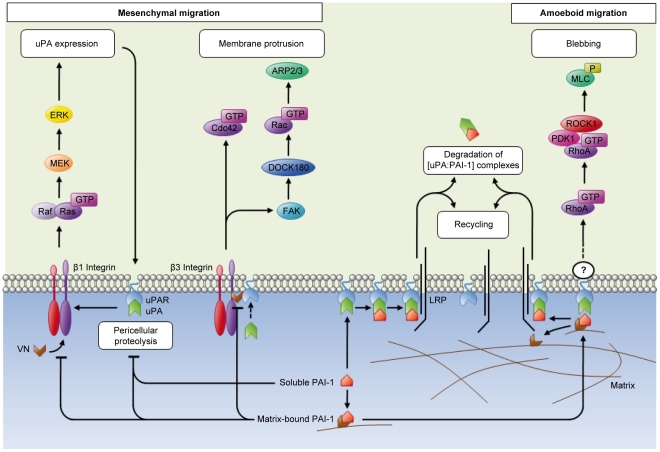 Mesenchymal migration
Amoeboid migration
uPA expression
Membrane protrusion
Blebbing
ARP2/3
P
MLC
ERK
GTP
Cdc42
GTP
Rac
ROCK1
PDK1
GTP
RhoA
MEK
DOCK180
Degradation of
[uPA:PAI-1] complexes
GTP
Raf
Ras
FAK
Recycling
GTP
RhoA
β1 Integrin
β3 Integrin
?
uPAR
uPA
LRP
Pericellular
proteolysis
VN
Soluble PAI-1
Matrix
Matrix-bound PAI-1